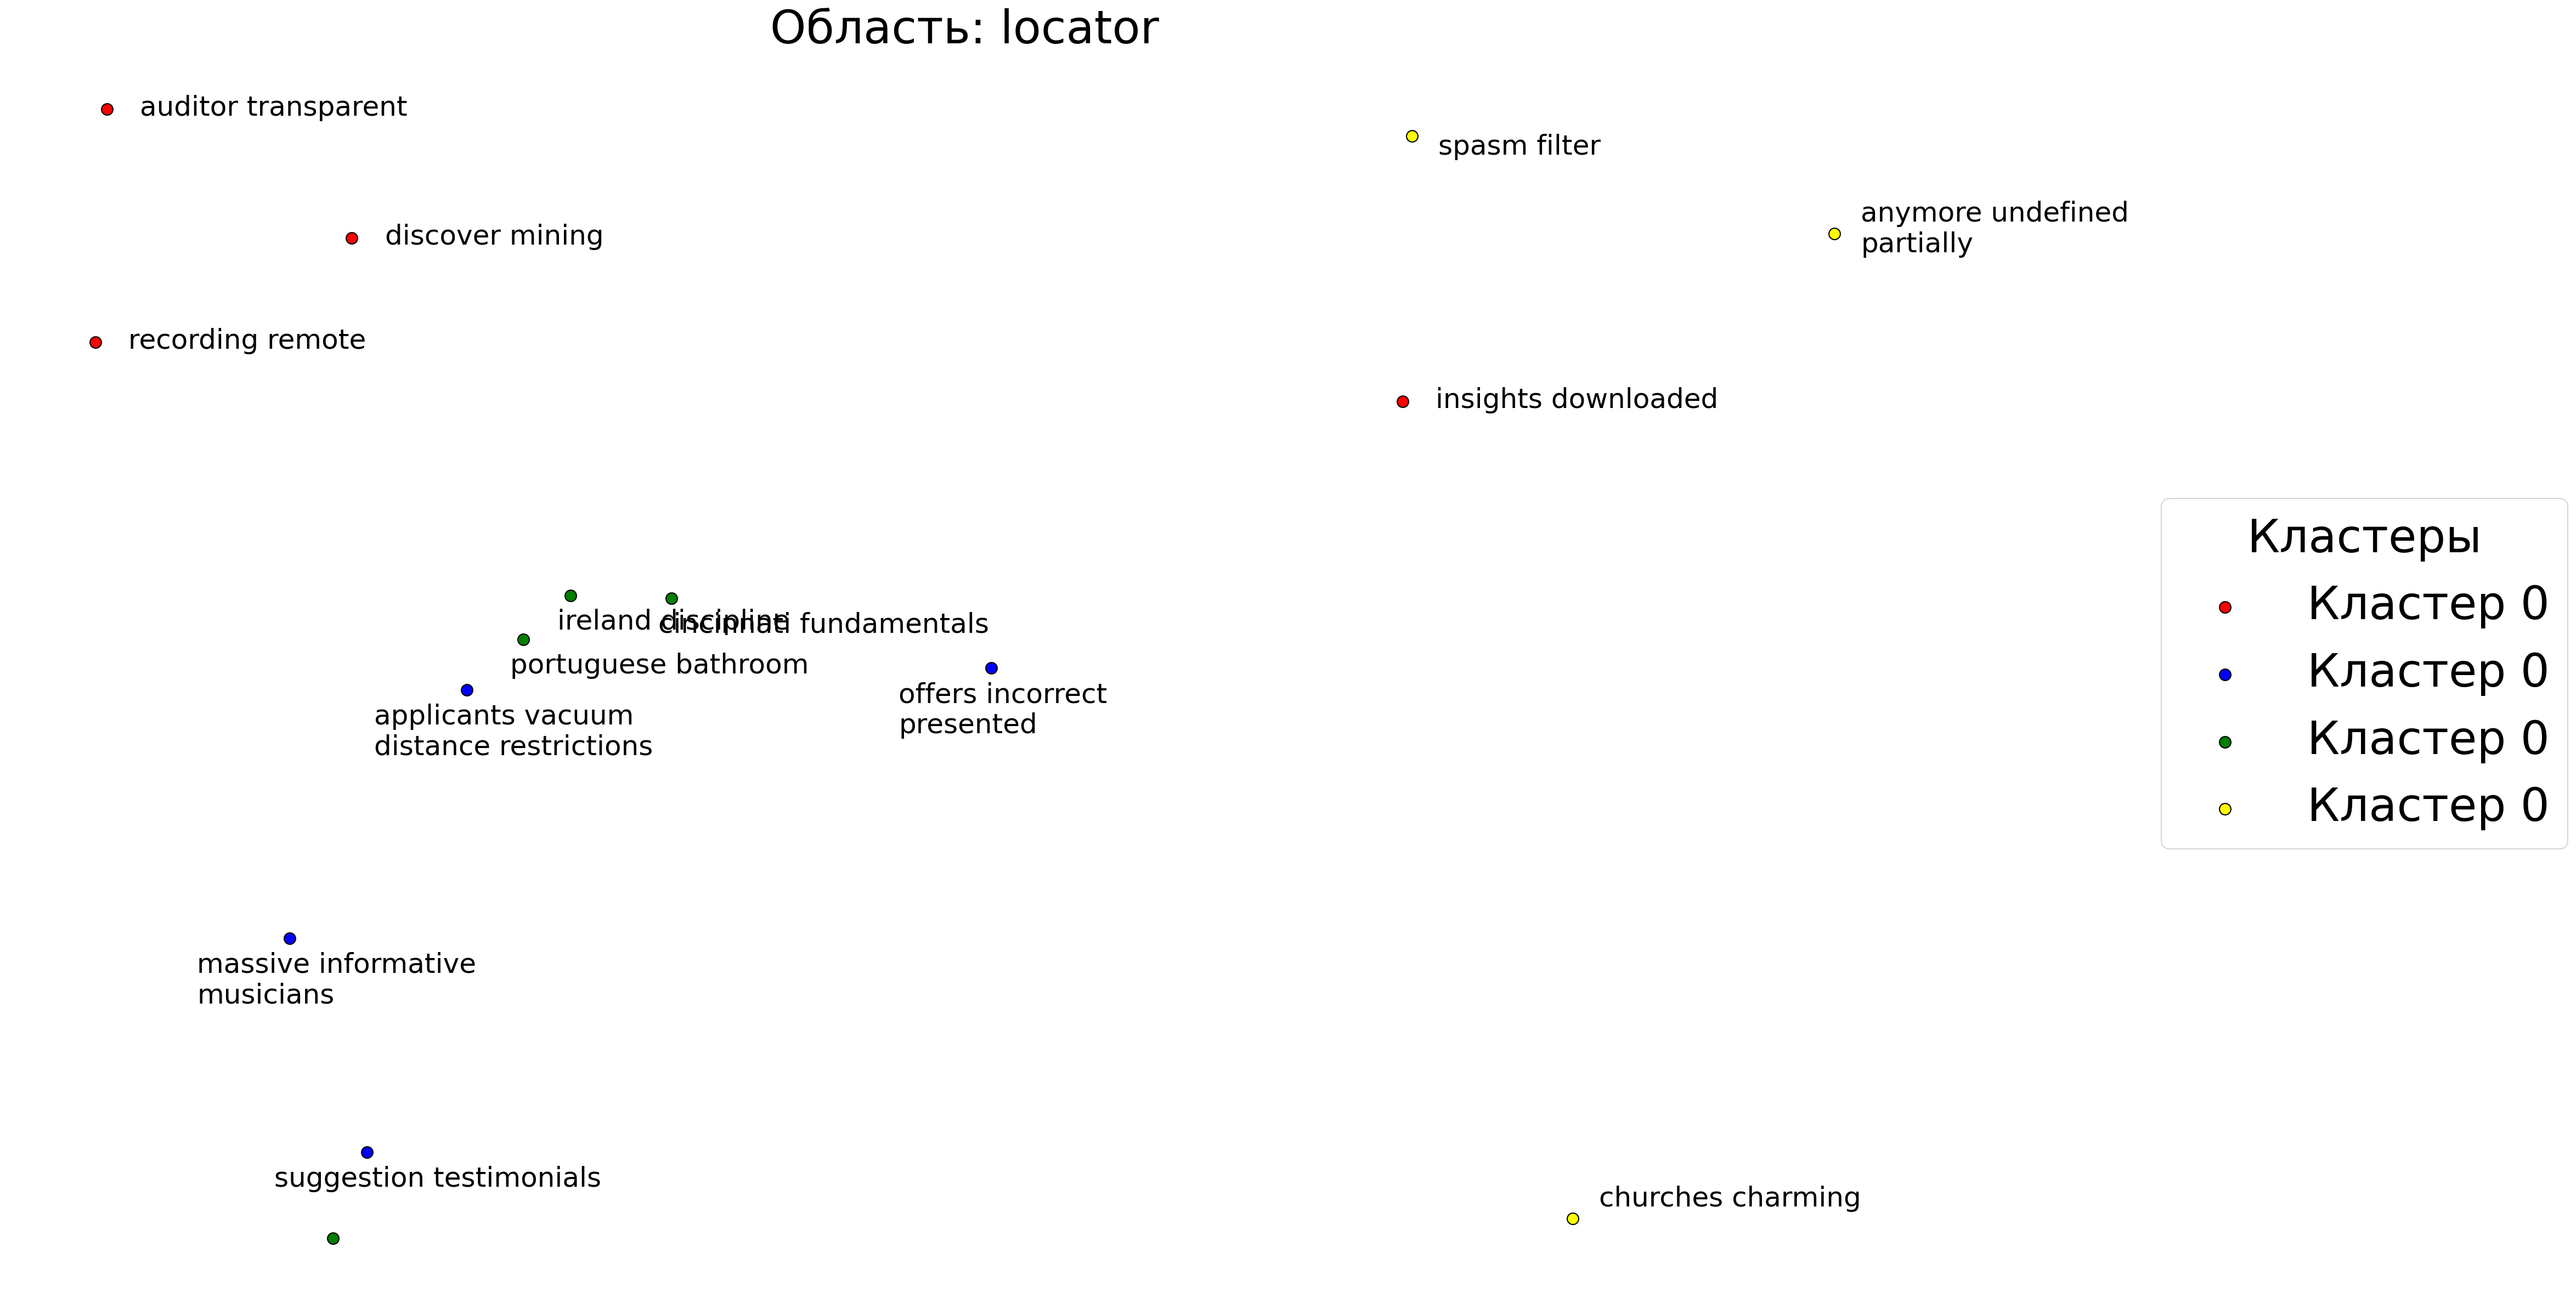 Область: locator
auditor transparent
spasm filter
anymore undefined
partially
discover mining
recording remote
insights downloaded
ireland discipline
cincinnati fundamentals
portuguese bathroom
offers incorrect
presented
applicants vacuum
distance restrictions
massive informative
musicians
suggestion testimonials
churches charming
Кластеры
Кластер 0
Кластер 0
Кластер 0
Кластер 0